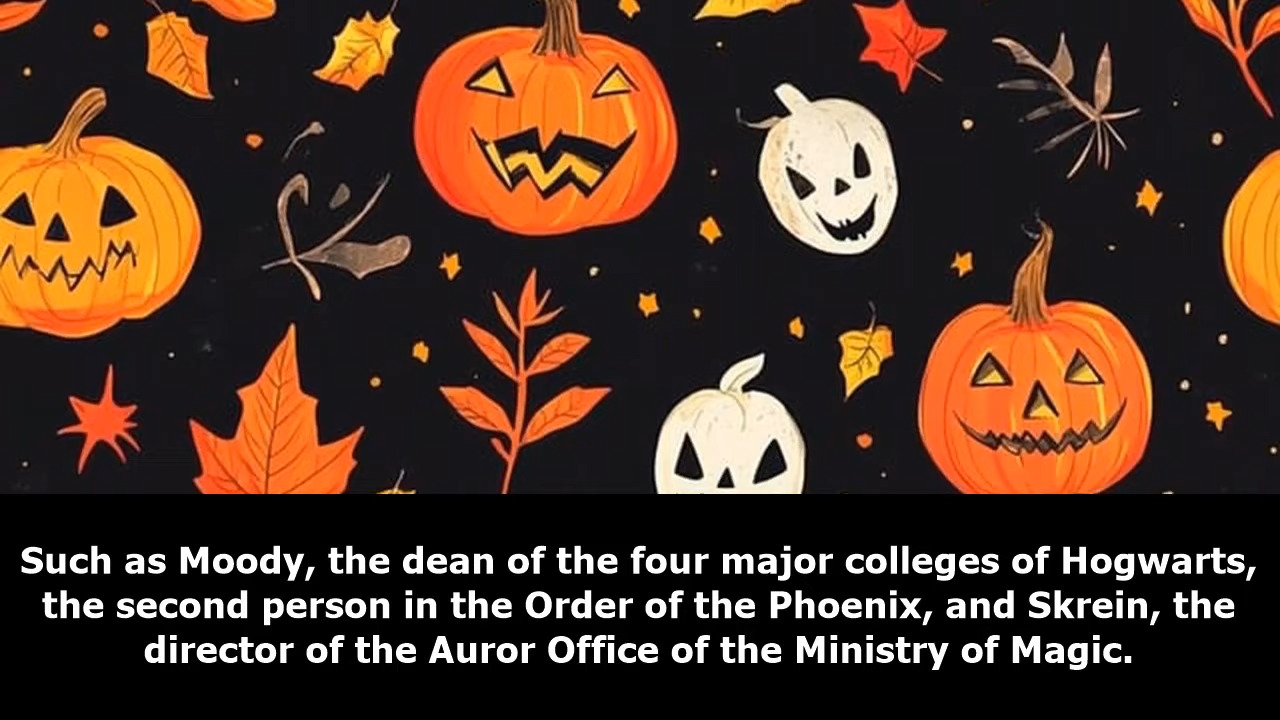 Such as Moody, the dean of the four major colleges of Hogwarts,
the second person in the Order of the Phoenix, and Skrein, the
director of the Auror Office of the Ministry of Magic.